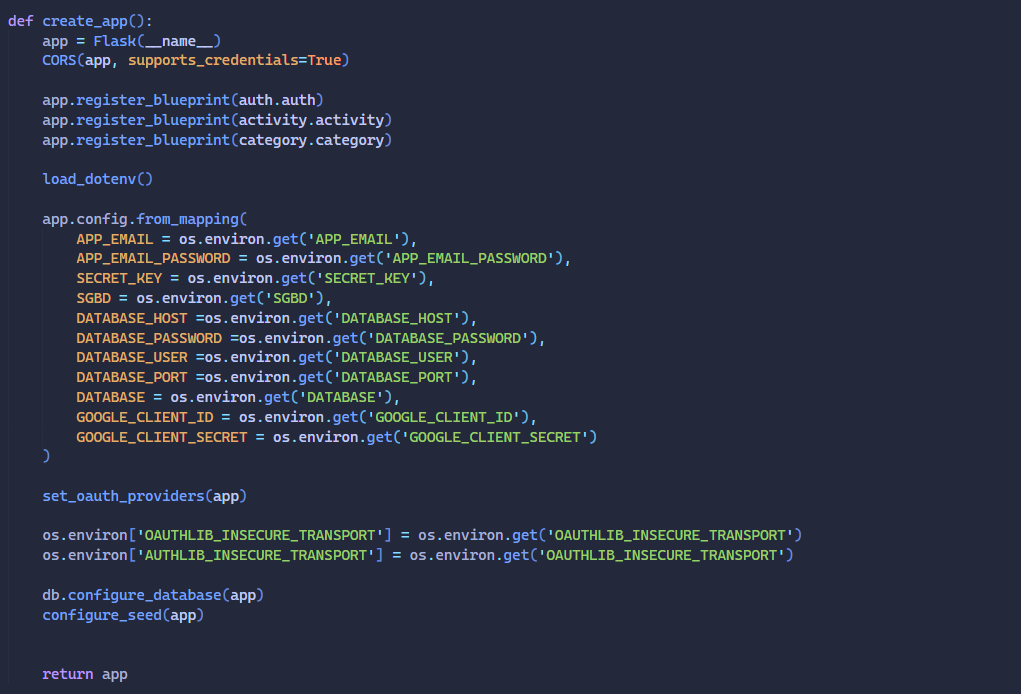 def create_app():
    app = Flask(__name__)
    CORS(app, supports_credentials=True)

    app.register_blueprint(auth.auth)
    app.register_blueprint(activity.activity)
    app.register_blueprint(category.category)

    load_dotenv()

    app.config.from_mapping(
        APP_EMAIL = os.environ.get('APP_EMAIL'),
        APP_EMAIL_PASSWORD = os.environ.get('APP_EMAIL_PASSWORD'),
        SECRET_KEY = os.environ.get('SECRET_KEY'),
        SGBD = os.environ.get('SGBD'),
        DATABASE_HOST =os.environ.get('DATABASE_HOST'),
        DATABASE_PASSWORD =os.environ.get('DATABASE_PASSWORD'),
        DATABASE_USER =os.environ.get('DATABASE_USER'),
        DATABASE_PORT =os.environ.get('DATABASE_PORT'),
        DATABASE = os.environ.get('DATABASE'),
        GOOGLE_CLIENT_ID = os.environ.get('GOOGLE_CLIENT_ID'),
        GOOGLE_CLIENT_SECRET = os.environ.get('GOOGLE_CLIENT_SECRET')
    )

    set_oauth_providers(app)

    os.environ['OAUTHLIB_INSECURE_TRANSPORT'] = os.environ.get('OAUTHLIB_INSECURE_TRANSPORT')
    os.environ['AUTHLIB_INSECURE_TRANSPORT'] = os.environ.get('OAUTHLIB_INSECURE_TRANSPORT')

    db.configure_database(app)
    configure_seed(app)


    return app